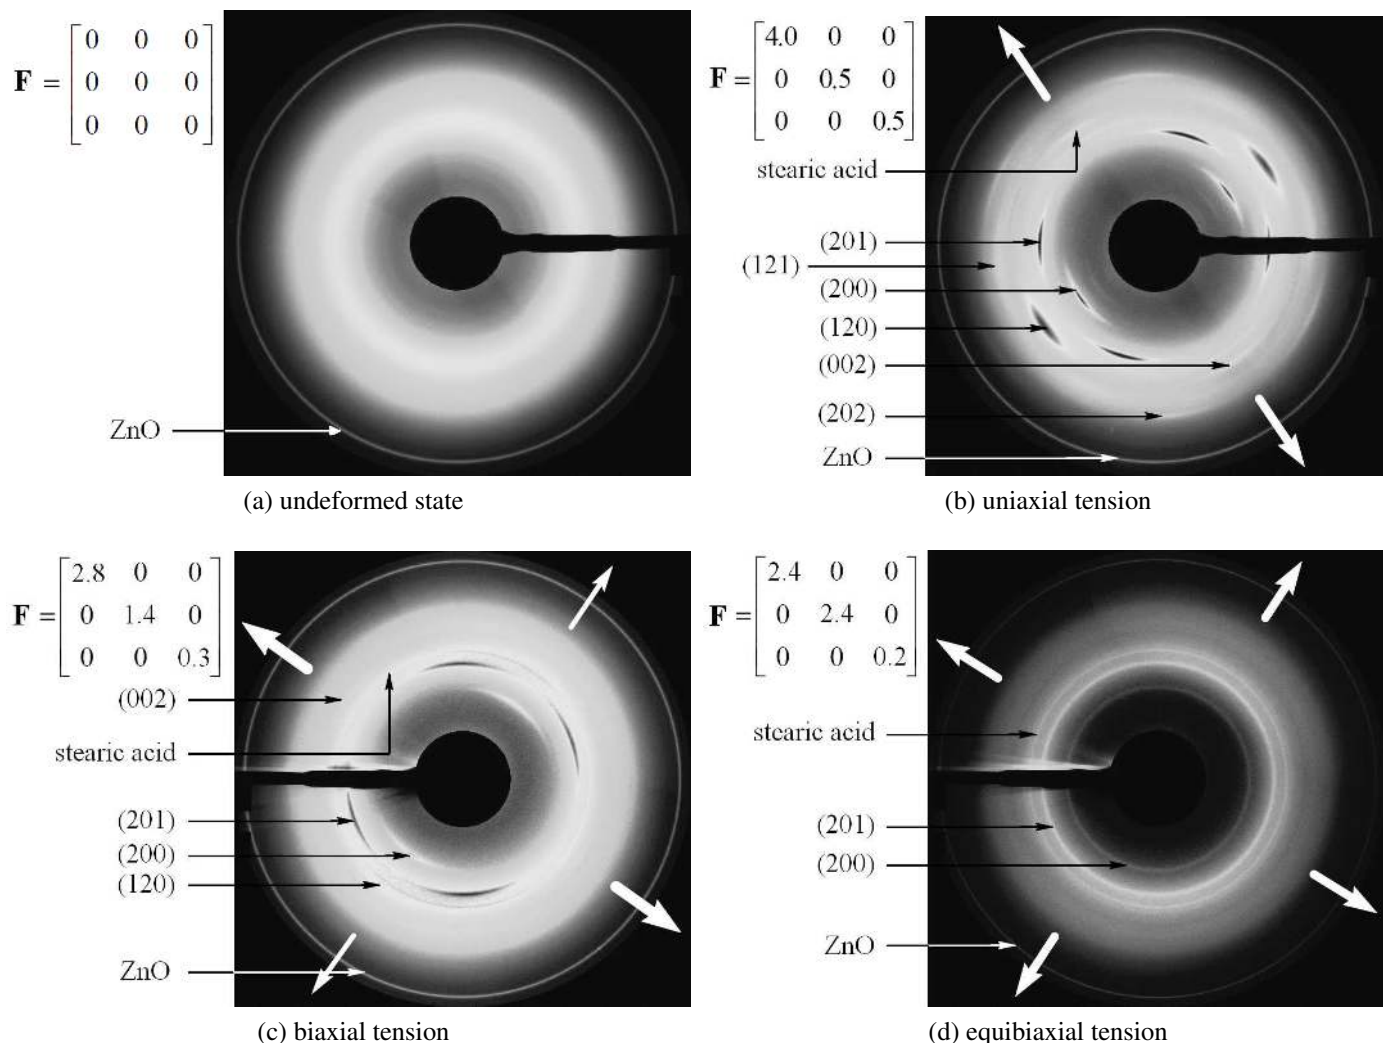 F = [0 0 0
0 0 0
0 0 0]
ZnO
(a) undeformed state
F = [4.0 0 0
0 0.5 0
0 0 0.5]
stearic acid
(201)
(121)
(200)
(120)
(002)
(202)
ZnO
(b) uniaxial tension
F = [2.8 0 0
0 1.4 0
0 0 0.3]
(002)
stearic acid
(201)
(200)
(120)
ZnO
(c) biaxial tension
F = [2.4 0 0
0 2.4 0
0 0 0.2]
stearic acid
(201)
(200)
ZnO
(d) equibiaxial tension